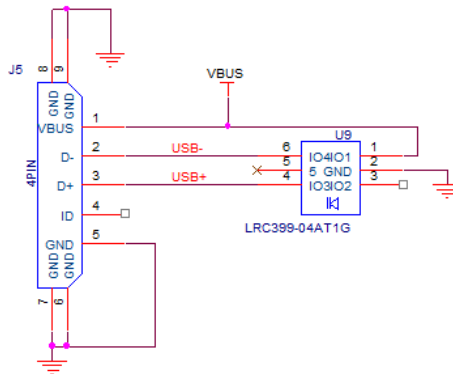 J5
8
9
GND
GND
VBUS
VBUS
1
U9
D-
2
USB-
6
IO4IO1
1
4PIN
5
5 GND
2
D+
3
USB+
4
IO3IO2
3
ID
4
LRC399-04AT1G
GND
5
GND
GND
7
6